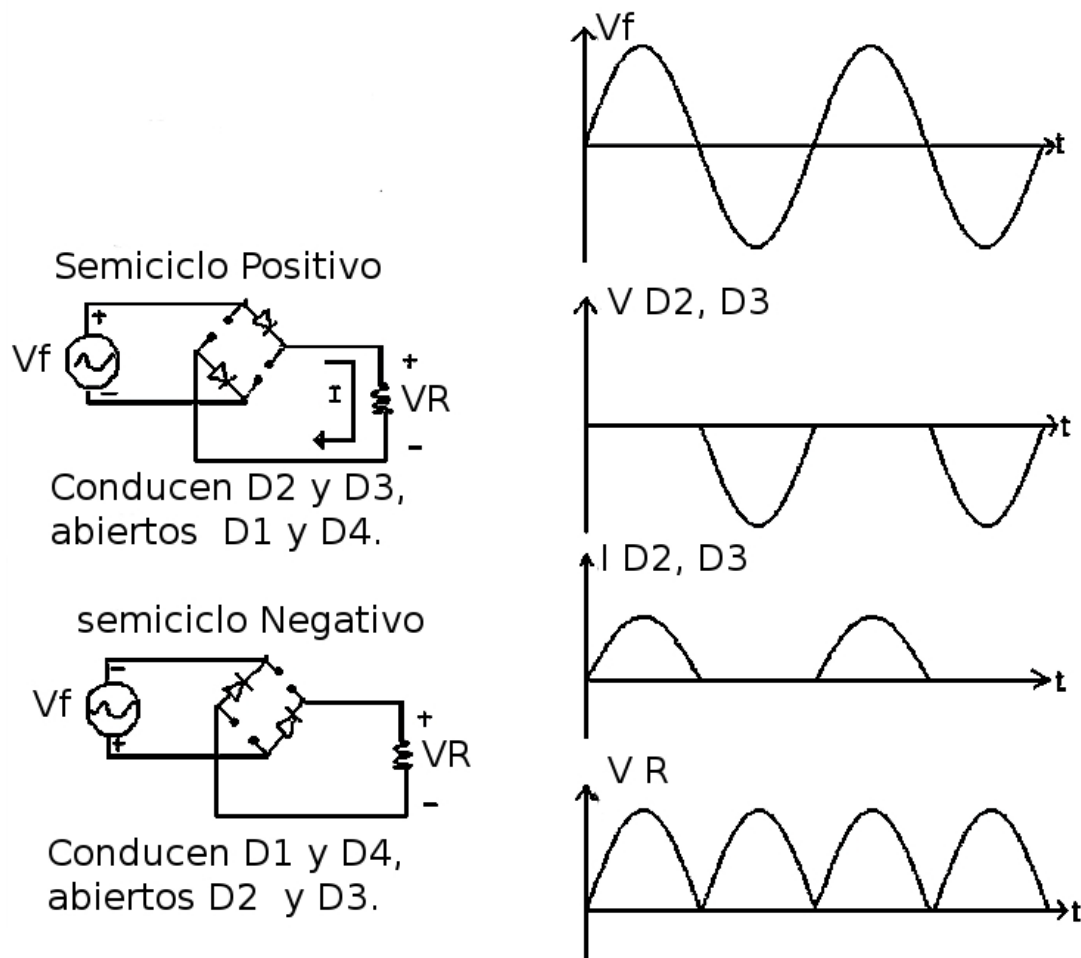 Semiciclo Positivo
+
Vf
-
I
+
VR
-
Conducen D2 y D3,
abiertos D1 y D4.
semiciclo Negativo
-
Vf
+
+
VR
-
Conducen D1 y D4,
abiertos D2 y D3.
Vf
t
V D2, D3
t
I D2, D3
t
V R
t